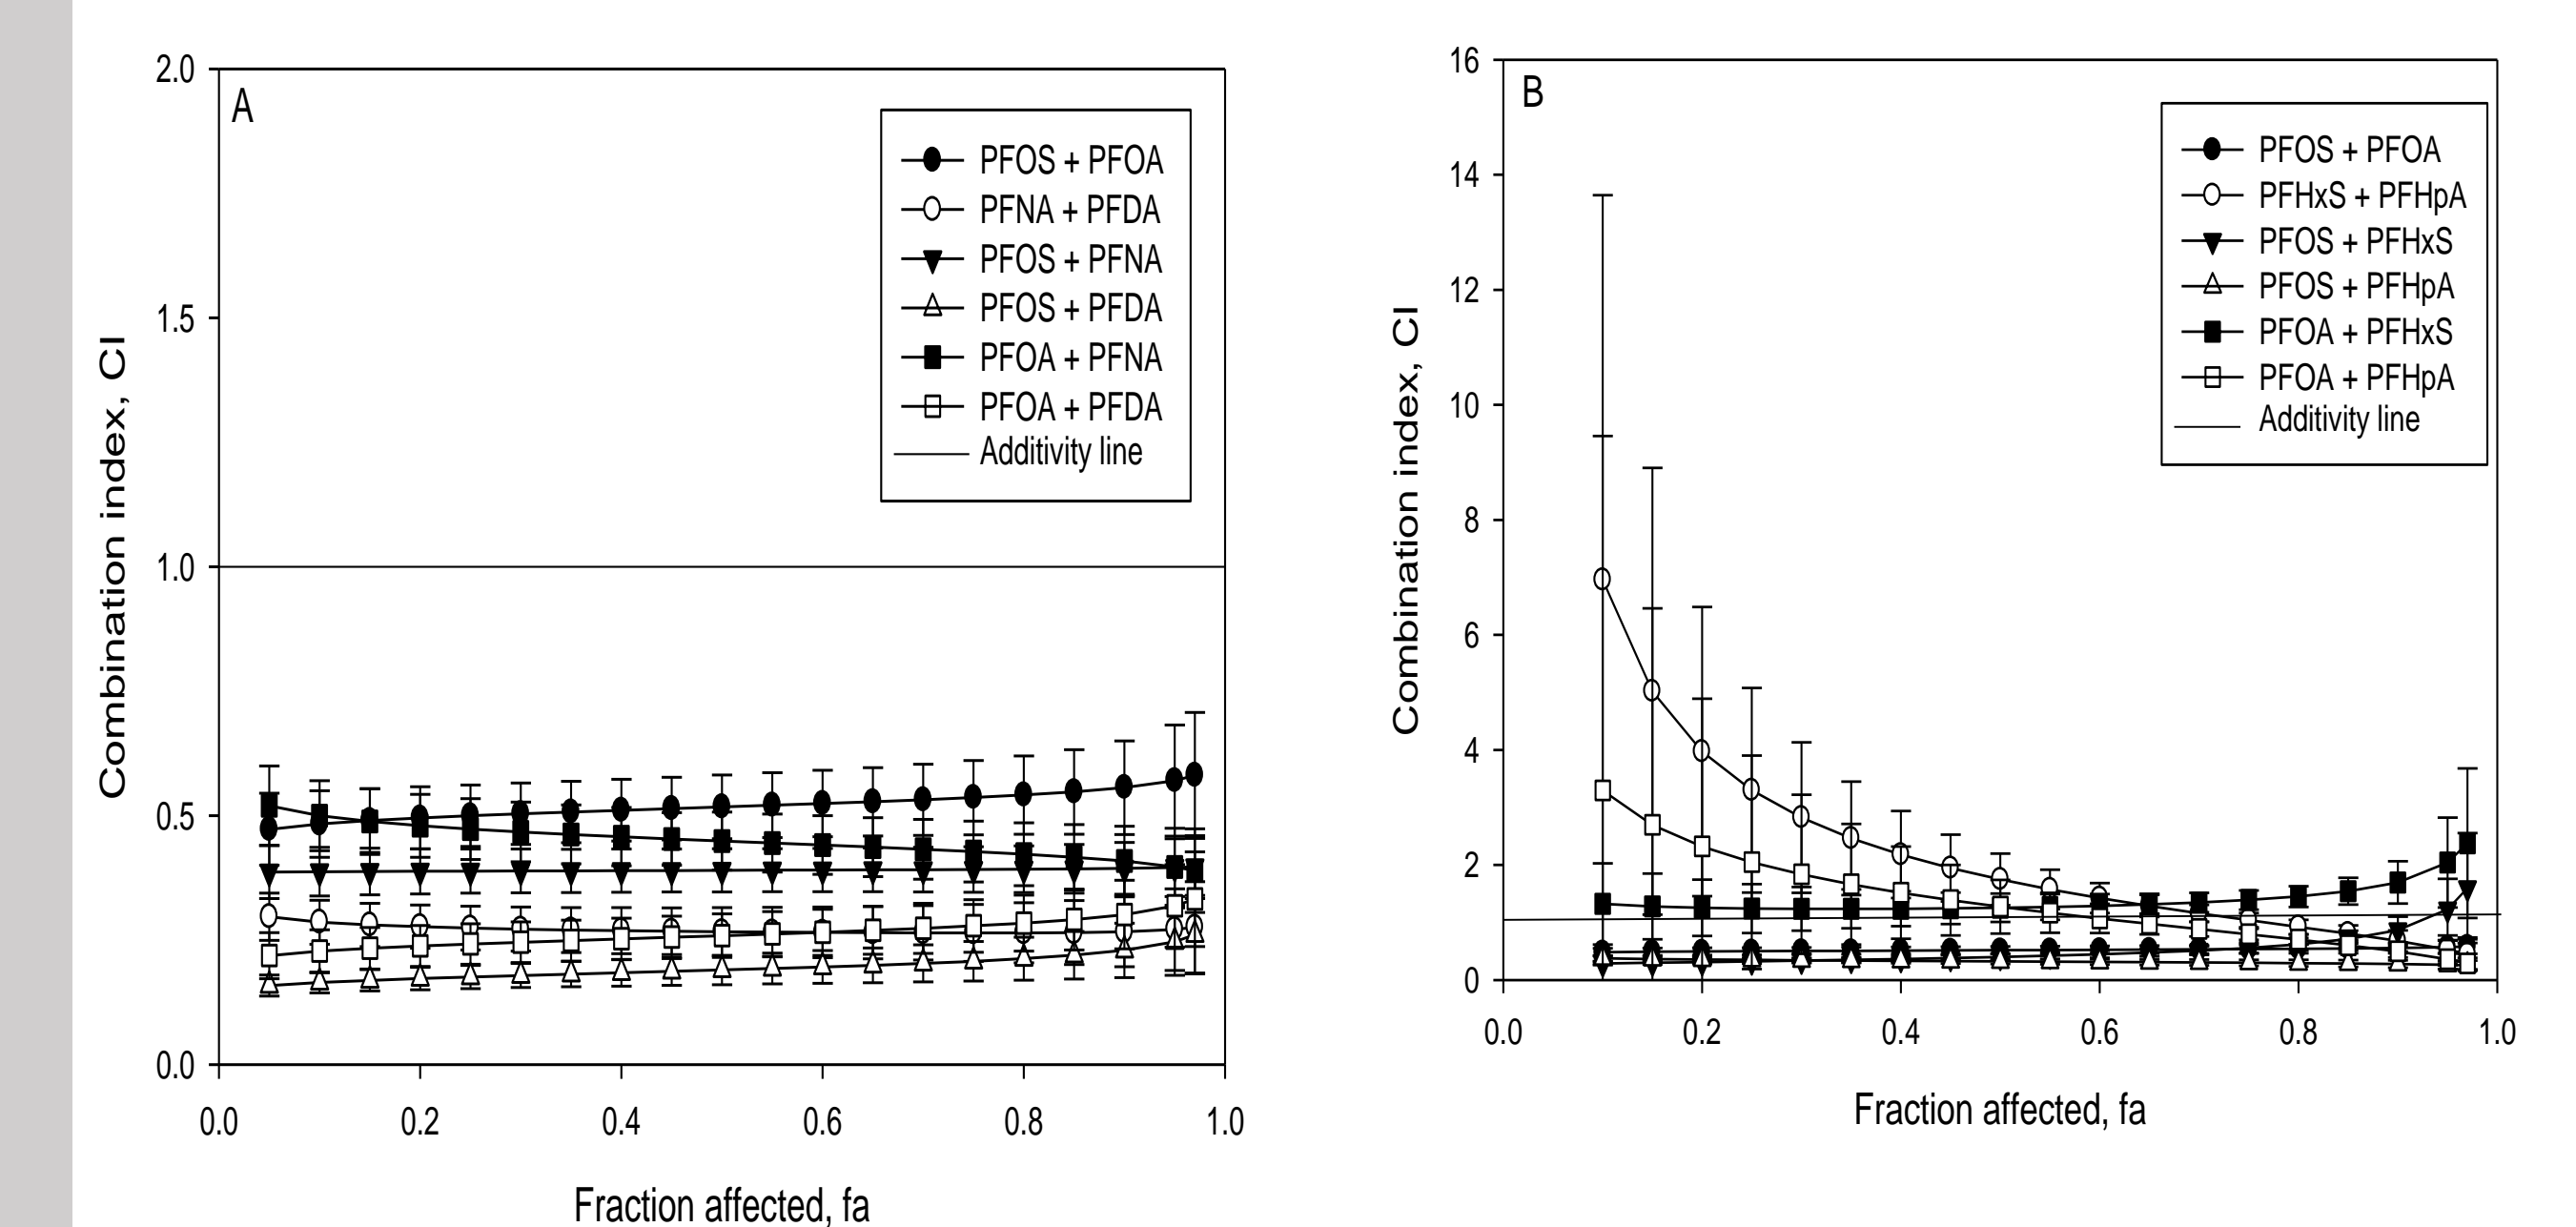 A
2.0
1.5
1.0
0.5
0.0
Combination index, CI
PFOS + PFOA
PFNA + PFDA
PFOS + PFNA
PFOS + PFDA
PFOA + PFNA
PFOA + PFDA
Additivity line
0.0 0.2 0.4 0.6 0.8 1.0
Fraction affected, fa
B
16
14
12
10
8
6
4
2
0
Combination index, CI
PFOS + PFOA
PFHxS + PFHpA
PFOS + PFHxS
PFOS + PFHpA
PFOA + PFHxS
PFOA + PFHpA
Additivity line
0.0 0.2 0.4 0.6 0.8 1.0
Fraction affected, fa